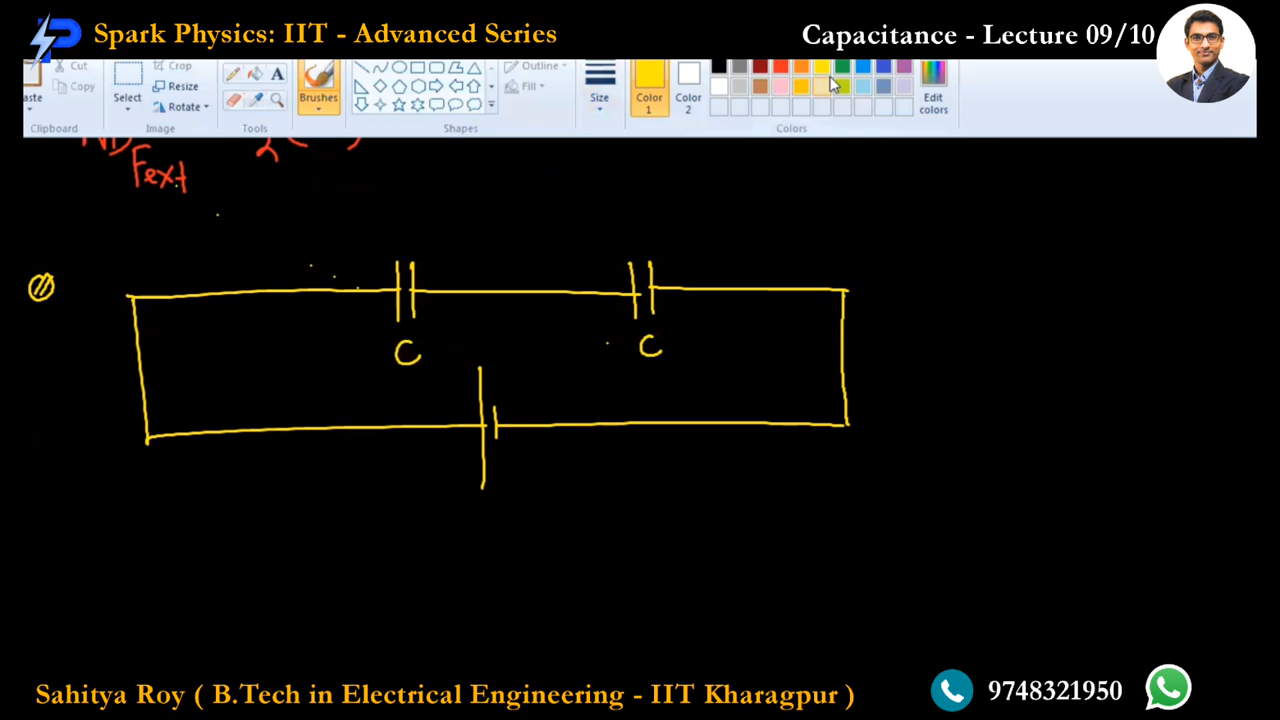 Spark Physics: IIT - Advanced Series
Capacitance - Lecture 09/10
Cut
Crop
Outline
Copy
Select
Resize
Rotate
Brushes
Fill
Size
Color 1
Color 2
Edit colors
Clipboard
Image
Tools
Shapes
Colors
Fext
C
C
Sahitya Roy ( B.Tech in Electrical Engineering - IIT Kharagpur )
9748321950